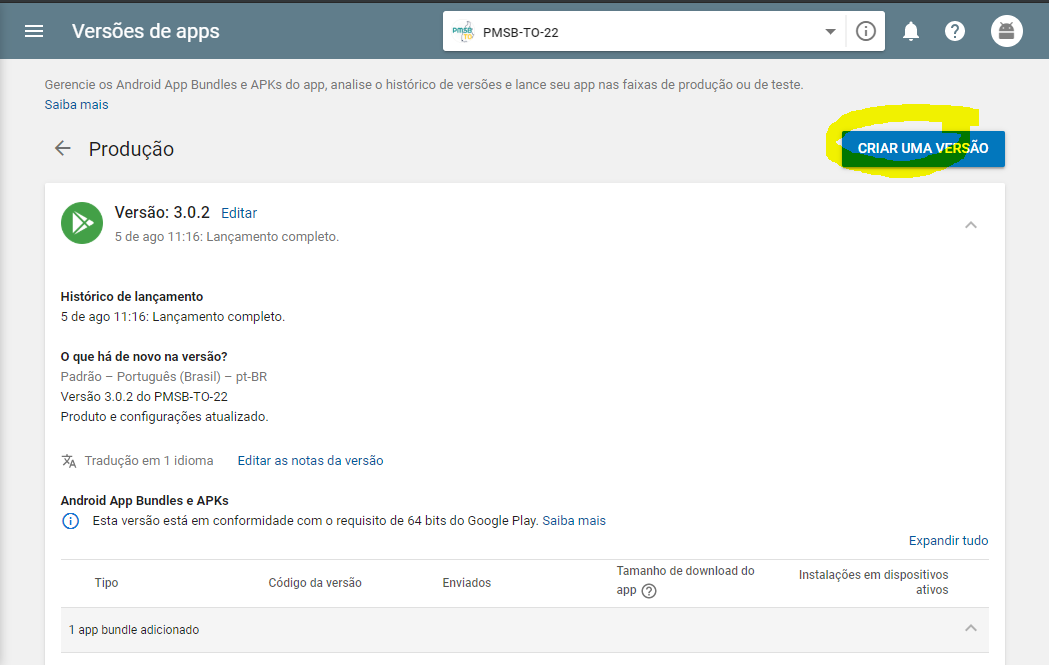 Versões de apps
PMSB TO
PMSB-TO-22
Gerencie os Android App Bundles e APKs do app, analise o histórico de versões e lance seu app nas faixas de produção ou de teste.
Saiba mais
Produção
CRIAR UMA VERSÃO
Versão: 3.0.2 Editar
5 de ago 11:16: Lançamento completo.
Histórico de lançamento
5 de ago 11:16: Lançamento completo.
O que há de novo na versão?
Padrão – Português (Brasil) – pt-BR
Versão 3.0.2 do PMSB-TO-22
Produto e configurações atualizado.
Tradução em 1 idioma Editar as notas da versão
Android App Bundles e APKs
Esta versão está em conformidade com o requisito de 64 bits do Google Play. Saiba mais
Expandir tudo
Tipo Código da versão Enviados Tamanho de download do app Instalações em dispositivos ativos
1 app bundle adicionado